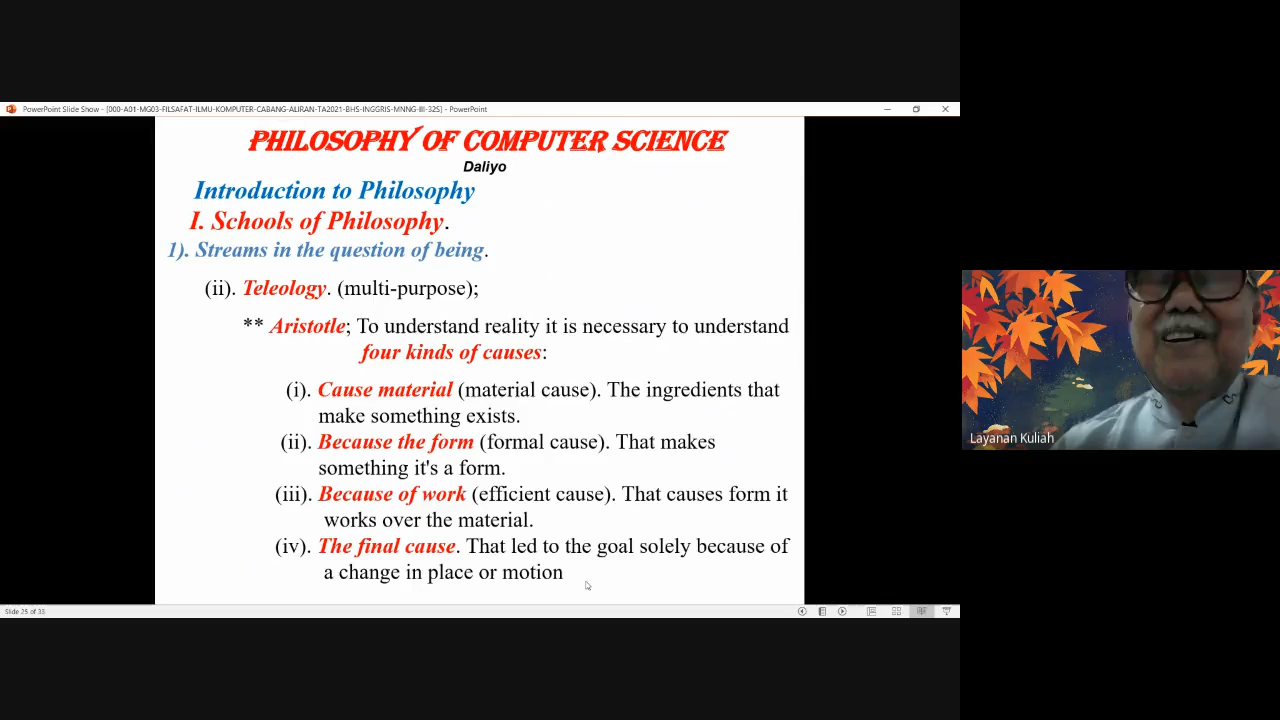 PowerPoint Slide Show - [000-A01-MG03-FILSAFAT-ILMU-KOMPUTER-CABANG-ALIRAN-TA2021-BHS-INGGRIS-MNNG-III-32S] - PowerPoint
PHILOSOPHY OF COMPUTER SCIENCE
Daliyo
Introduction to Philosophy
I. Schools of Philosophy.
1). Streams in the question of being.
(ii). Teleology. (multi-purpose);
** Aristotle; To understand reality it is necessary to understand
four kinds of causes:
(i). Cause material (material cause). The ingredients that
make something exists.
(ii). Because the form (formal cause). That makes
something it's a form.
(iii). Because of work (efficient cause). That causes form it
works over the material.
(iv). The final cause. That led to the goal solely because of
a change in place or motion
Slide 25 of 33
Layanan Kuliah